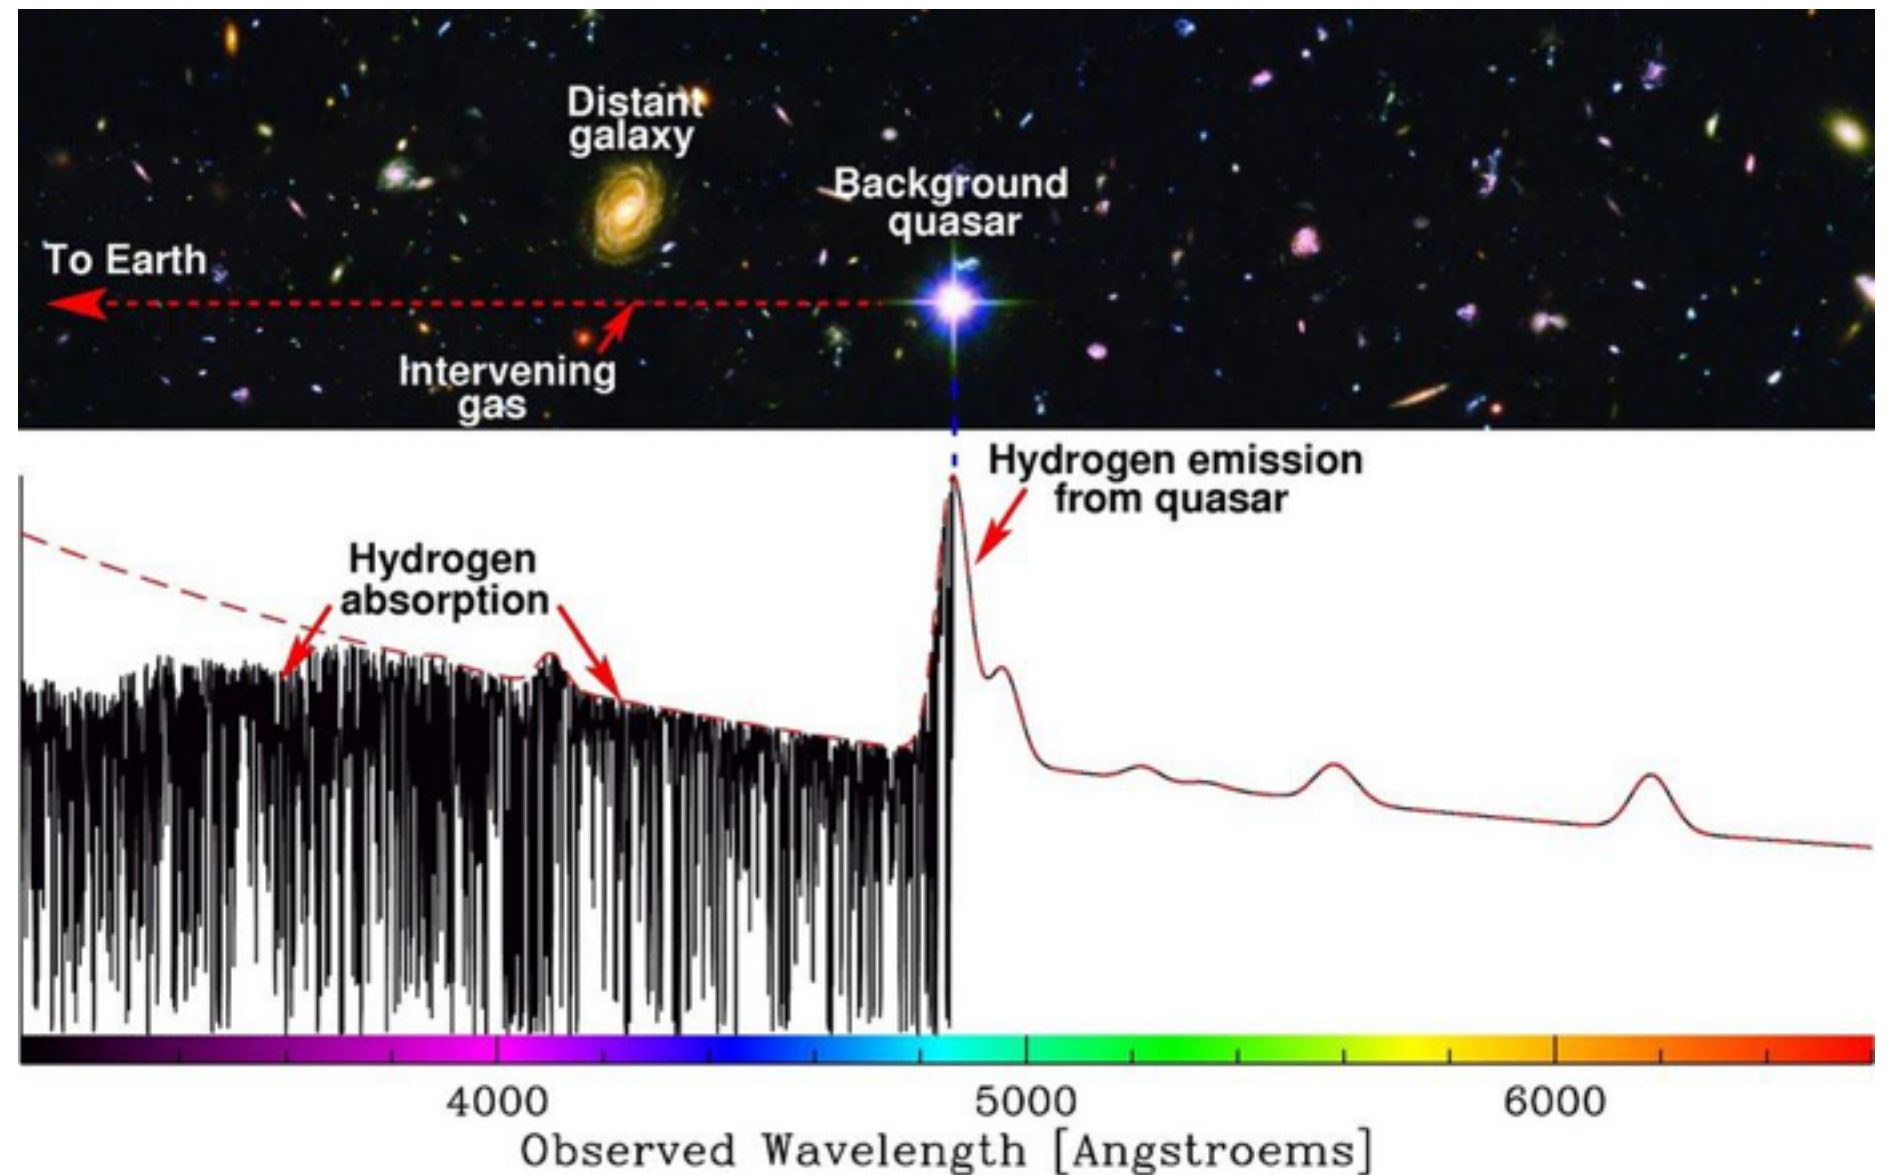 Distant
galaxy
Background
quasar
To Earth
Intervening
gas
Hydrogen emission
from quasar
Hydrogen
absorption
4000 5000 6000
Observed Wavelength [Angstroems]